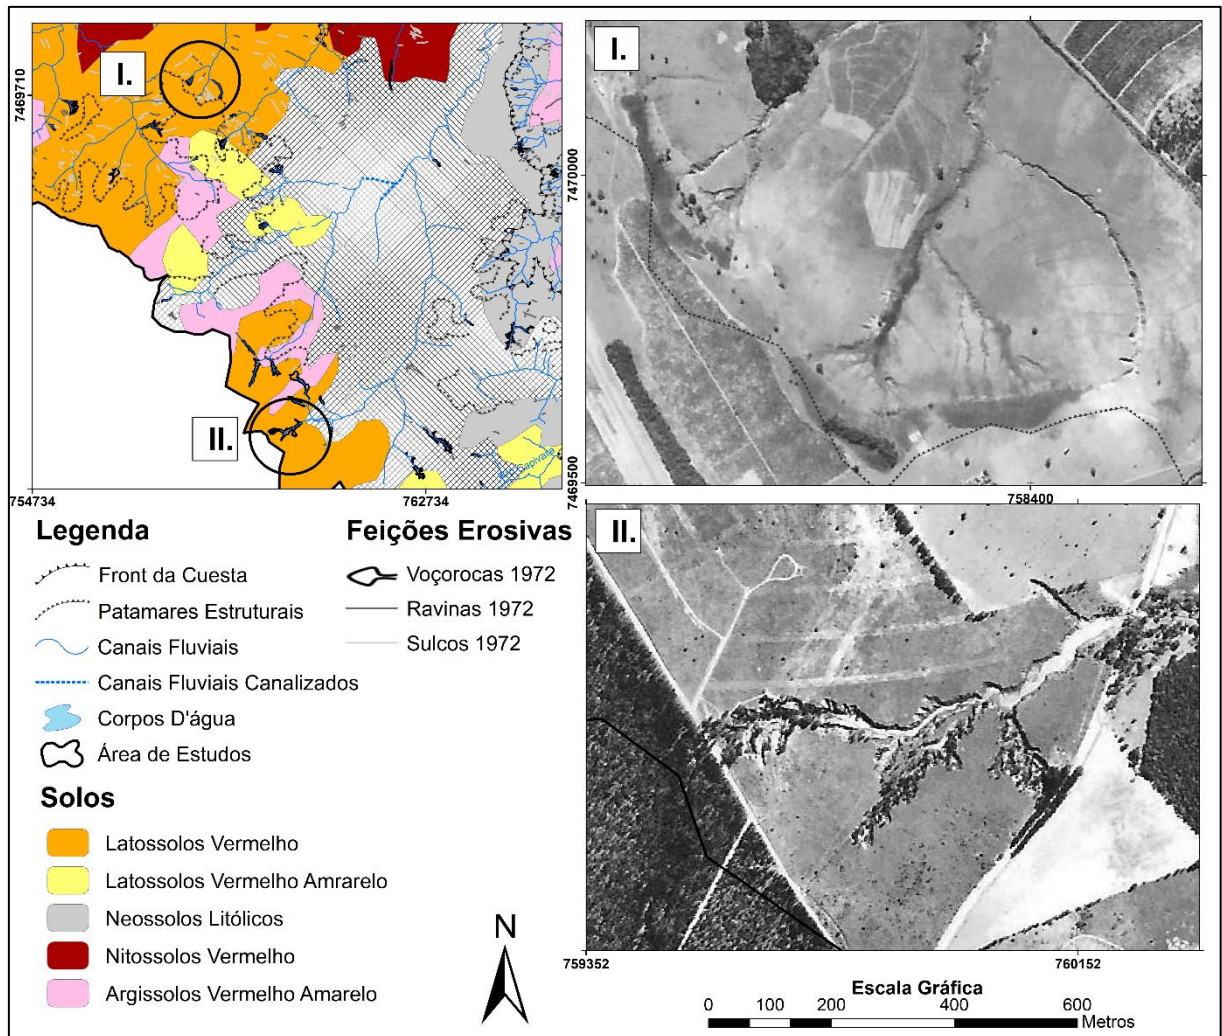 I.
7469710
II.
754734
762734
I.
7470000
7469500
758400
II.
759352
760152
Legenda
Front da Cuesta
Patamares Estruturais
Canais Fluviais
Canais Fluviais Canalizados
Corpos D'água
Área de Estudos
Feições Erosivas
Voçorocas 1972
Ravinas 1972
Sulcos 1972
Solos
Latossolos Vermelho
Latossolos Vermelho Amrarelo
Neossolos Litólicos
Nitossolos Vermelho
Argissolos Vermelho Amarelo
N
Escala Gráfica
0 100 200 400 600
Metros